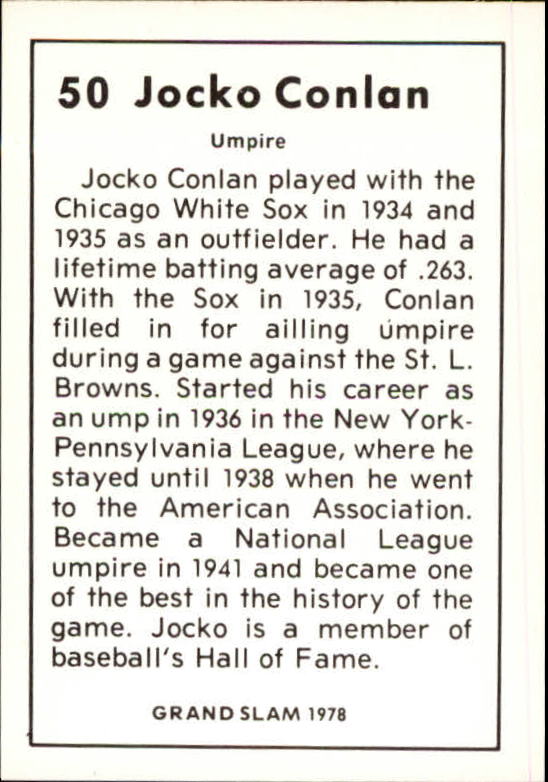 50 Jocko Conlan
Umpire
Jocko Conlan played with the
Chicago White Sox in 1934 and
1935 as an outfielder. He had a
lifetime batting average of .263.
With the Sox in 1935, Conlan
filled in for ailling umpire
during a game against the St. L.
Browns. Started his career as
an ump in 1936 in the New York-
Pennsylvania League, where he
stayed until 1938 when he went
to the American Association.
Became a National League
umpire in 1941 and became one
of the best in the history of the
game. Jocko is a member of
baseball's Hall of Fame.
GRAND SLAM 1978